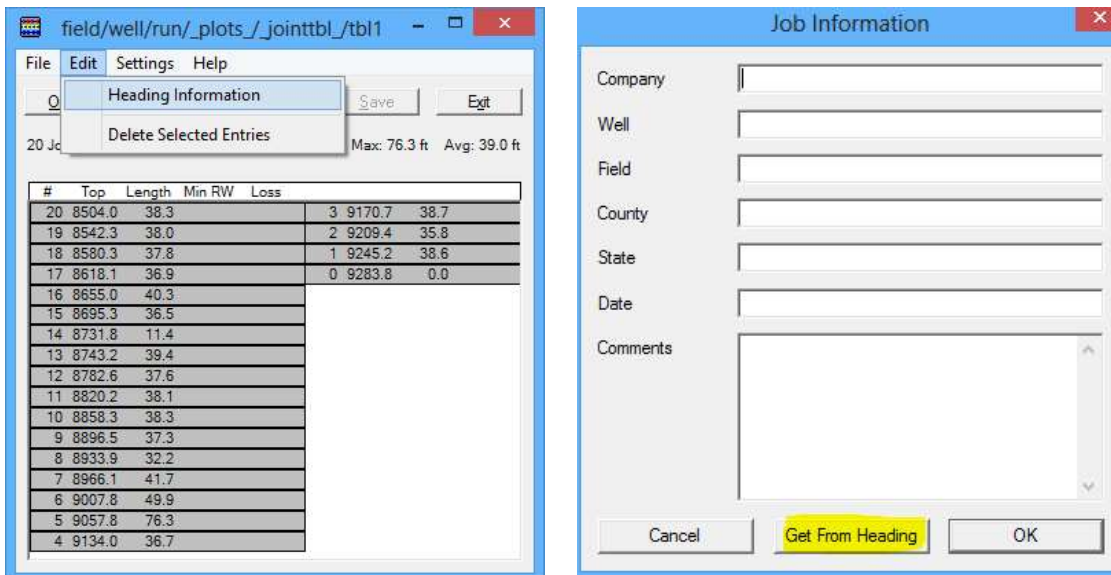 field/well/run/_plots_/_jointtbl_/tbl1
File Edit Settings Help
Heading Information
Delete Selected Entries
Save Exit
20 Max: 76.3 ft Avg: 39.0 ft
# Top Length Min RW Loss
20 8504.0 38.3 3 9170.7 38.7
19 8542.3 38.0 2 9209.4 35.8
18 8580.3 37.8 1 9245.2 38.6
17 8618.1 36.9 0 9283.8 0.0
16 8655.0 40.3
15 8695.3 36.5
14 8731.8 11.4
13 8743.2 39.4
12 8782.6 37.6
11 8820.2 38.1
10 8858.3 38.3
9 8896.5 37.3
8 8933.9 32.2
7 8966.1 41.7
6 9007.8 49.9
5 9057.8 76.3
4 9134.0 36.7
Job Information
Company
Well
Field
County
State
Date
Comments
Cancel Get From Heading OK